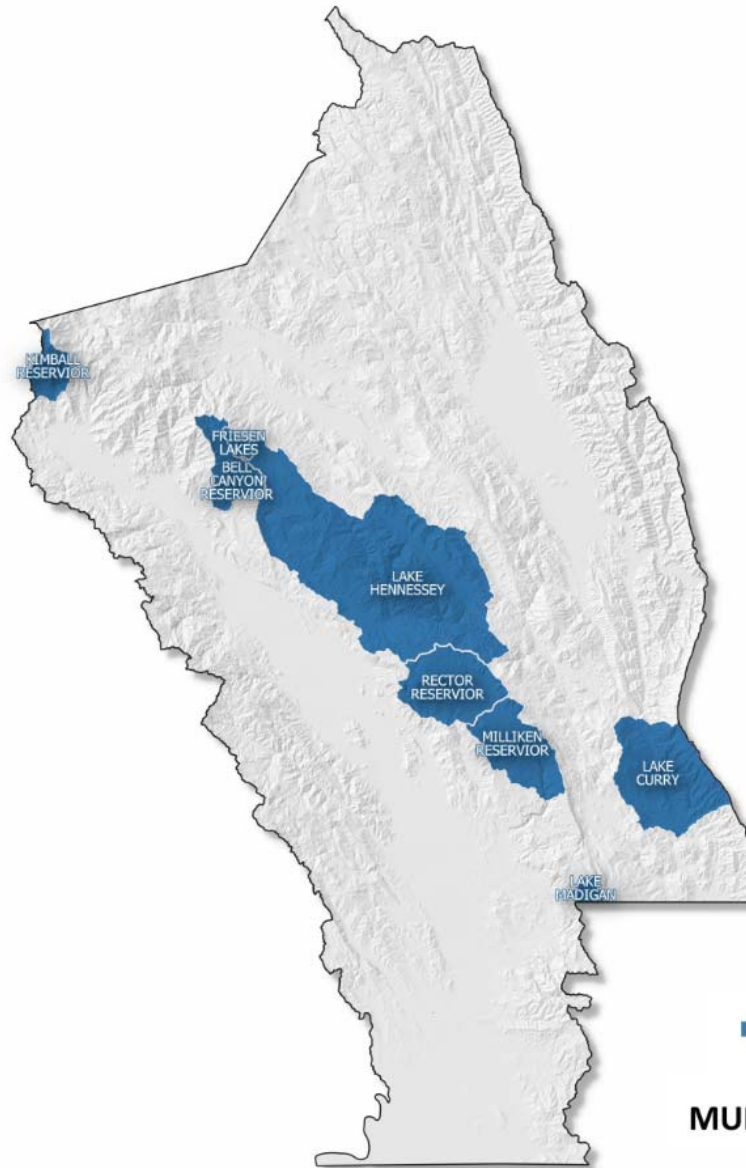 KIMBALL
RESERVIOR
FRIESEN
LAKES
BELL
CANYON
RESERVIOR
LAKE
HENNESSEY
RECTOR
RESERVIOR
MILLIKEN
RESERVIOR
LAKE
CURRY
LAKE
MADIGAN